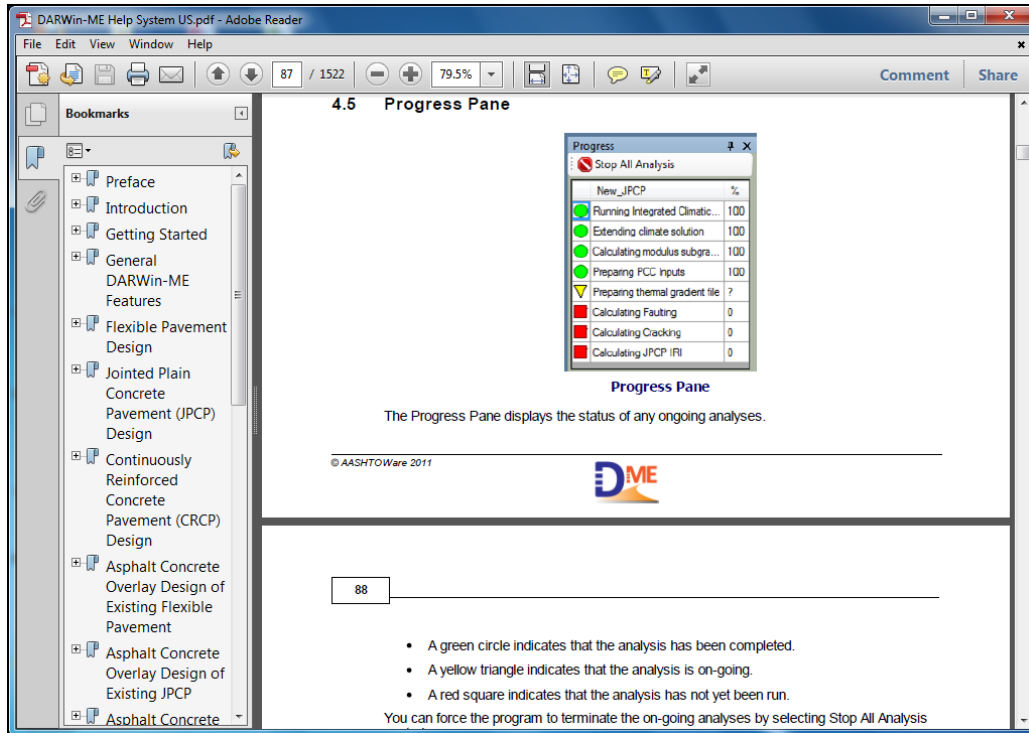 DARWin-ME Help System US.pdf - Adobe Reader
File Edit View Window Help
87 / 1522 79.5% Comment Share
Bookmarks
Preface
Introduction
Getting Started
General
DARWin-ME
Features
Flexible Pavement
Design
Jointed Plain
Concrete
Pavement (JPCP)
Design
Continuously
Reinforced
Concrete
Pavement (CRCP)
Design
Asphalt Concrete
Overlay Design of
Existing Flexible
Pavement
Asphalt Concrete
Overlay Design of
Existing JPCP
Asphalt Concrete
4.5 Progress Pane
Progress
Stop All Analysis
New_JPCP %
Running Integrated Climatic... 100
Extending climate solution 100
Calculating modulus subgra... 100
Preparing PCC Inputs 100
Preparing thermal gradient file ?
Calculating Faulting 0
Calculating Cracking 0
Calculating JPCP IRI 0
Progress Pane
The Progress Pane displays the status of any ongoing analyses.
© AASHTOWare 2011
DME
88
• A green circle indicates that the analysis has been completed.
• A yellow triangle indicates that the analysis is on-going.
• A red square indicates that the analysis has not yet been run.
You can force the program to terminate the on-going analyses by selecting Stop All Analysis